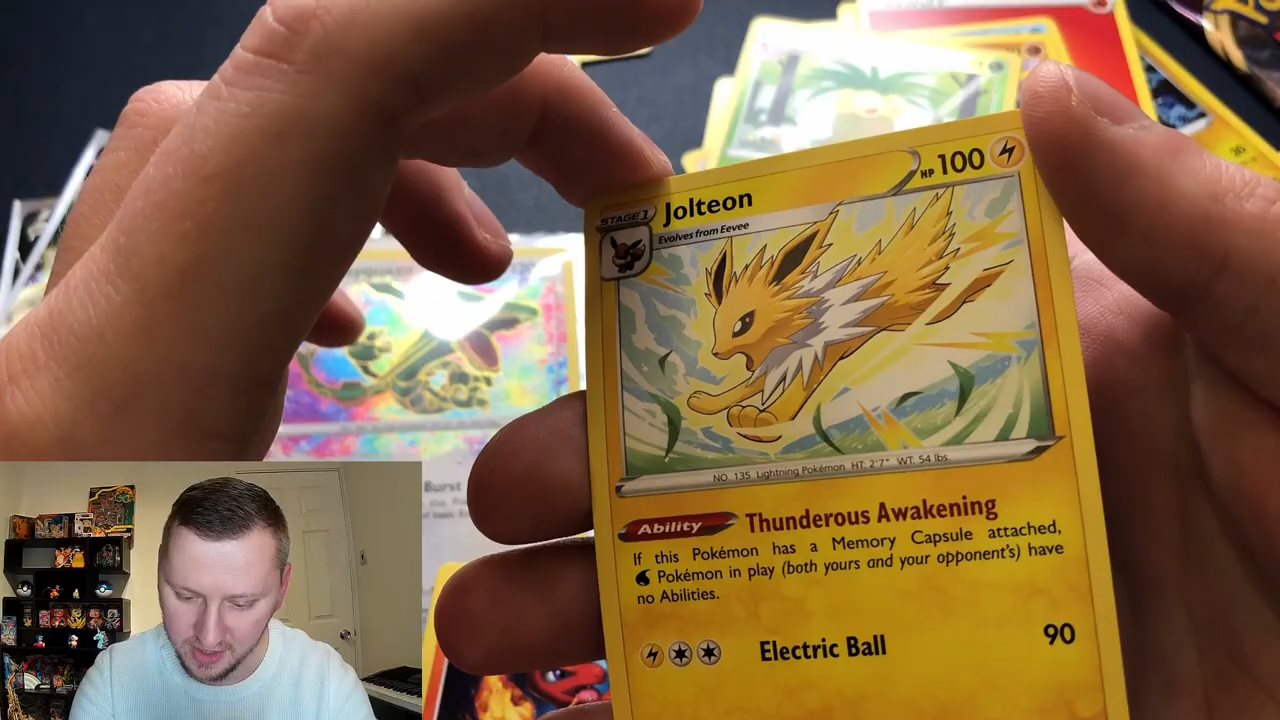 STAGE 1
Jolteon
HP 100
Evolves from Eevee
NO. 135 Lightning Pokémon HT: 2'7" WT: 54 lbs.
Ability Thunderous Awakening
If this Pokémon has a Memory Capsule attached,
Pokémon in play (both yours and your opponent's) have
no Abilities.
Electric Ball 90
Burst